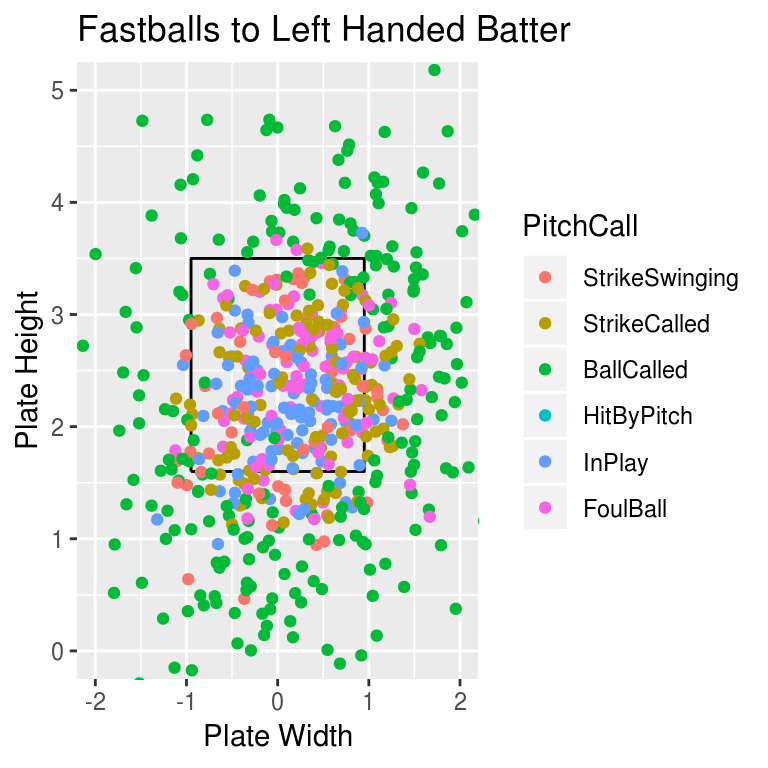 Fastballs to Left Handed Batter
5
4
3
2
1
0
-2
-1
0
1
2
Plate Height
Plate Width
PitchCall
StrikeSwinging
StrikeCalled
BallCalled
HitByPitch
InPlay
FoulBall